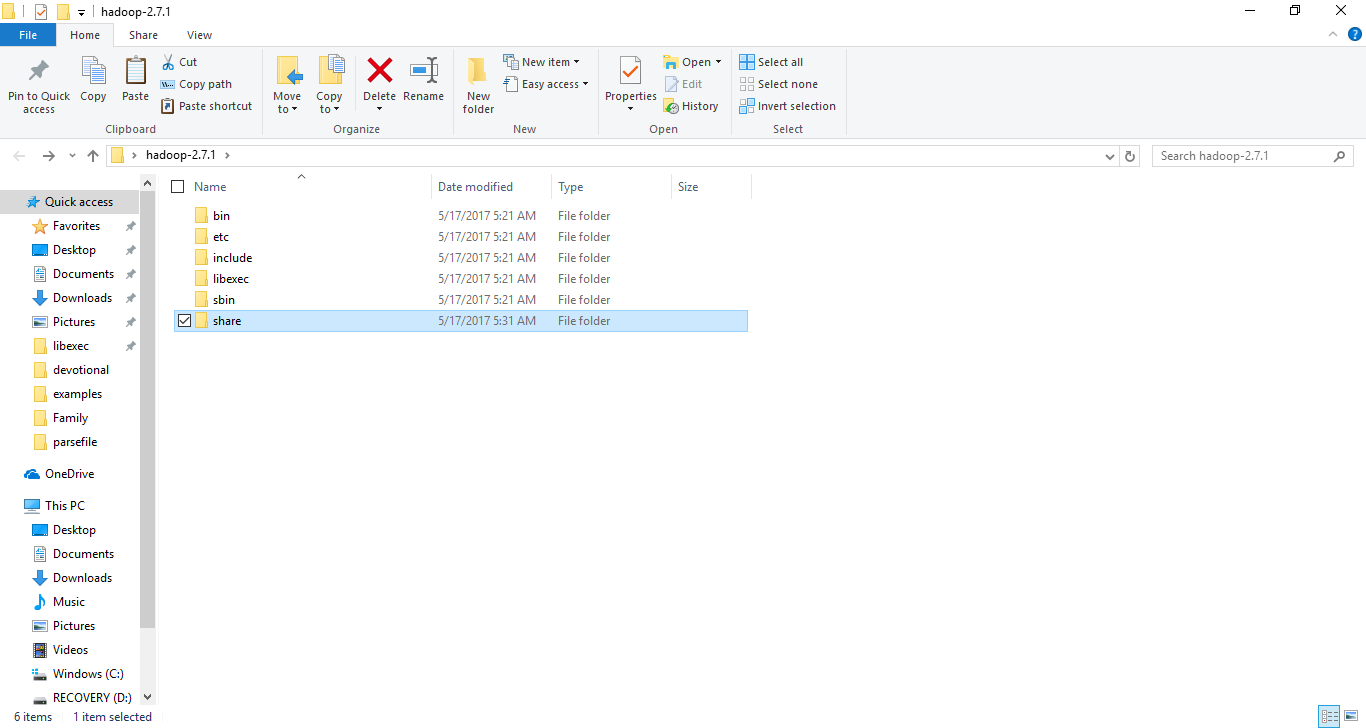 hadoop-2.7.1
File Home Share View
Pin to Quick access
Copy
Paste
Cut
Copy path
Paste shortcut
Clipboard
Move to
Copy to
Delete
Rename
Organize
New folder
New item
Easy access
New
Properties
Open
Edit
History
Open
Select all
Select none
Invert selection
Select
hadoop-2.7.1
Search hadoop-2.7.1
Quick access
Favorites
Desktop
Documents
Downloads
Pictures
libexec
devotional
examples
Family
parsefile
OneDrive
This PC
Desktop
Documents
Downloads
Music
Pictures
Videos
Windows (C:)
RECOVERY (D:)
Name Date modified Type Size
bin 5/17/2017 5:21 AM File folder
etc 5/17/2017 5:21 AM File folder
include 5/17/2017 5:21 AM File folder
libexec 5/17/2017 5:21 AM File folder
sbin 5/17/2017 5:21 AM File folder
share 5/17/2017 5:31 AM File folder
6 items 1 item selected